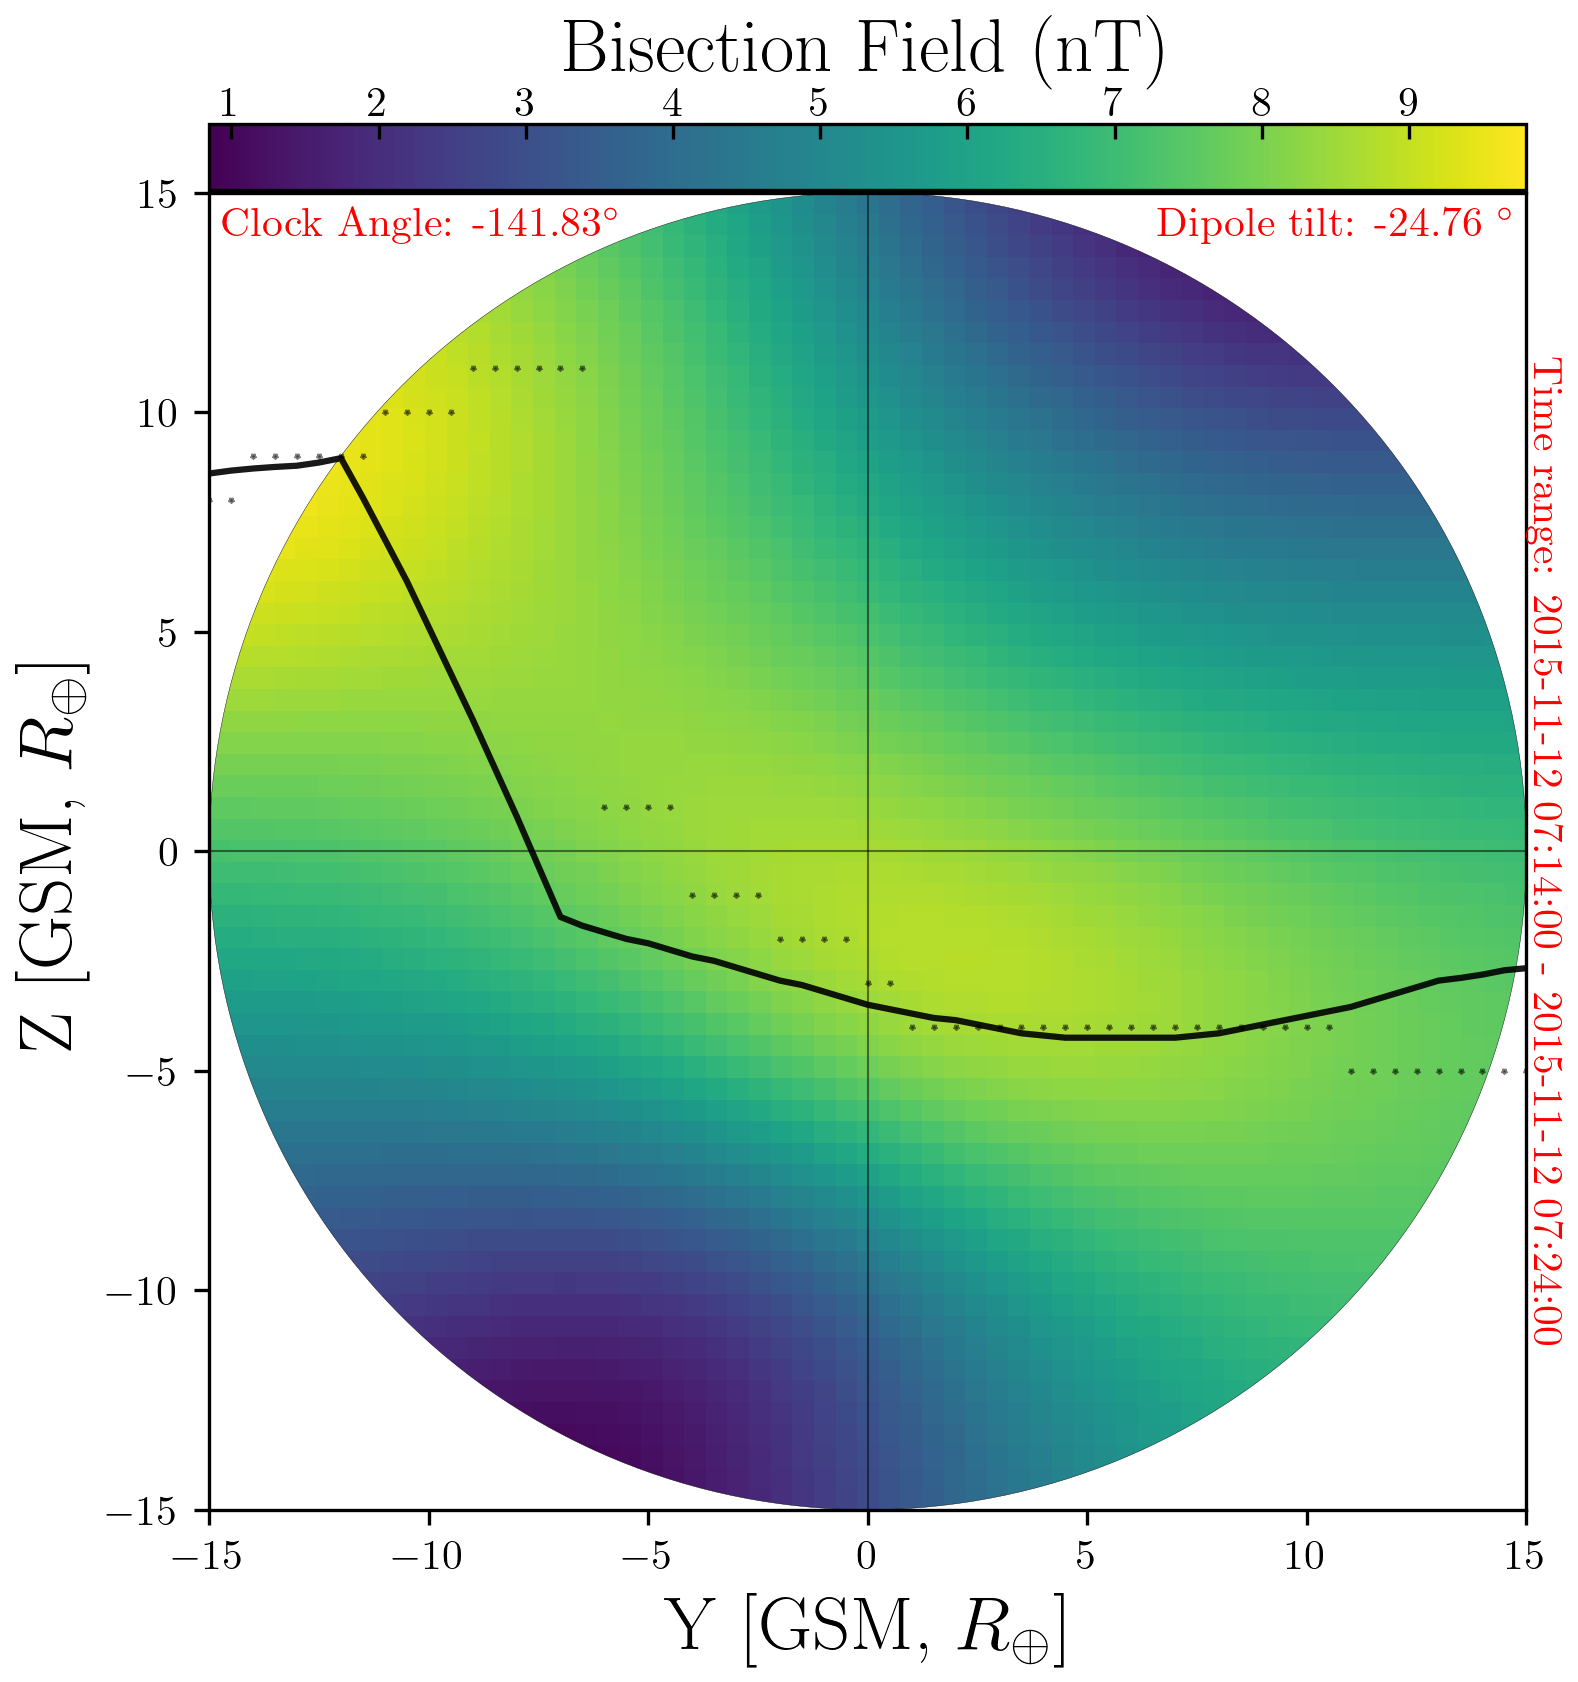 Bisection Field (nT)
1 2 3 4 5 6 7 8 9
Clock Angle: -141.83°
Dipole tilt: -24.76 °
Time range: 2015-11-12 07:14:00 - 2015-11-12 07:24:00
15
10
5
0
−5
−10
−15
Z [GSM, R⊕]
−15 −10 −5 0 5 10 15
Y [GSM, R⊕]